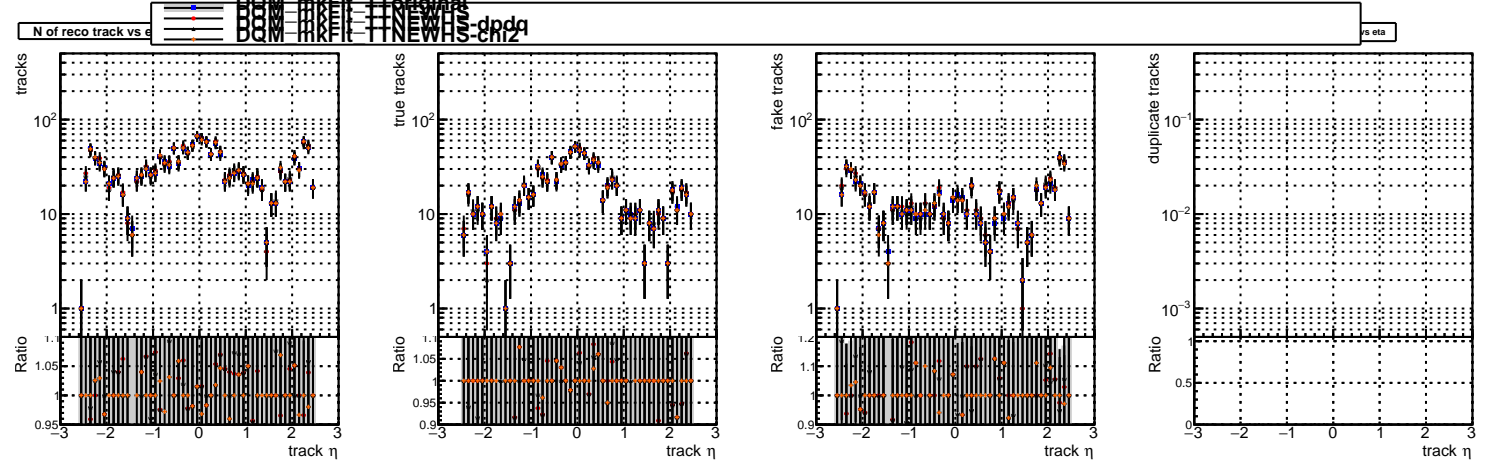 DQM_mkFit_TToriginal
DQM_mkFit_TTNEWHS
DQM_mkFit_TTNEWHS-dpdq
DQM_mkFit_TTNEWHS-chi2
N of reco track vs e
vs eta
tracks
10²
10
1
Ratio
1.1
1.05
1
0.95
−3 −2 −1 0 1 2 3
track η
true tracks
10²
10
1
Ratio
1.05
1
0.95
0.9
−3 −2 −1 0 1 2 3
track η
fake tracks
10²
10
1
Ratio
1.2
1.1
1
0.9
−3 −2 −1 0 1 2 3
track η
duplicate tracks
10−1
10−2
10−3
Ratio
1
0.5
0
−3 −2 −1 0 1 2 3
track η